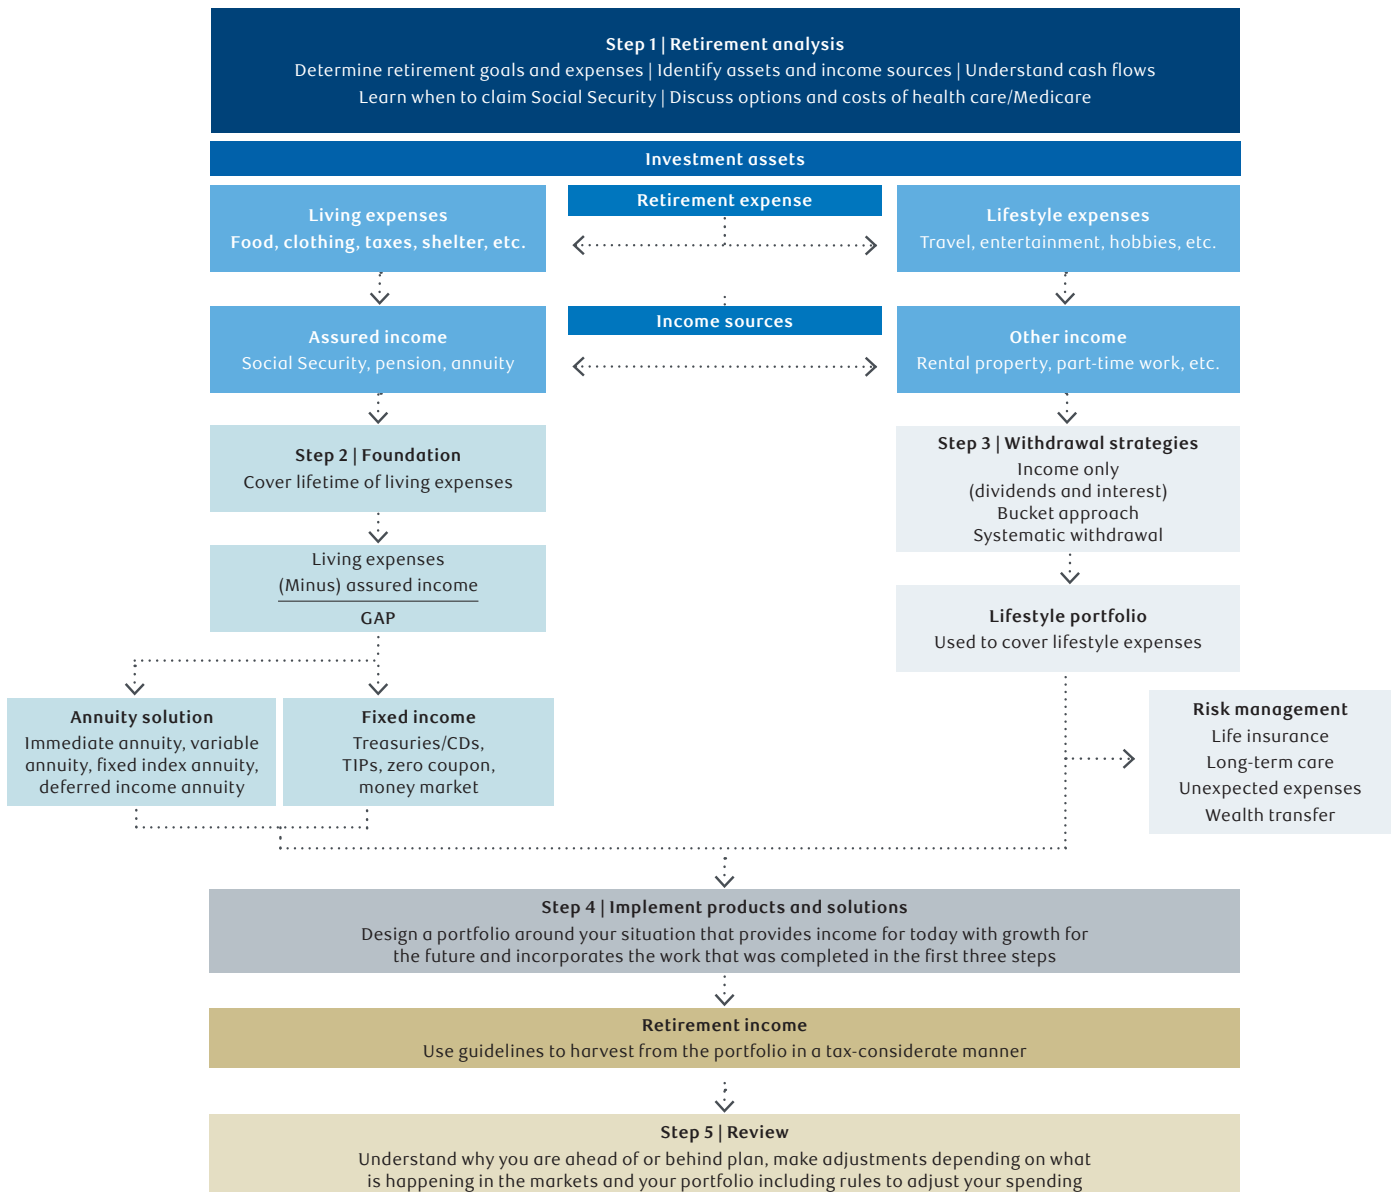 Step 1 | Retirement analysis
Determine retirement goals and expenses | Identify assets and income sources | Understand cash flows
Learn when to claim Social Security | Discuss options and costs of health care/Medicare
Investment assets
Living expenses
Food, clothing, taxes, shelter, etc.
Retirement expense
Lifestyle expenses
Travel, entertainment, hobbies, etc.
Assured income
Social Security, pension, annuity
Income sources
Other income
Rental property, part-time work, etc.
Step 2 | Foundation
Cover lifetime of living expenses
Step 3 | Withdrawal strategies
Income only
(dividends and interest)
Bucket approach
Systematic withdrawal
Living expenses
(Minus) assured income
GAP
Lifestyle portfolio
Used to cover lifestyle expenses
Annuity solution
Immediate annuity, variable
annuity, fixed index annuity,
deferred income annuity
Fixed income
Treasuries/CDs,
TIPs, zero coupon,
money market
Risk management
Life insurance
Long-term care
Unexpected expenses
Wealth transfer
Step 4 | Implement products and solutions
Design a portfolio around your situation that provides income for today with growth for
the future and incorporates the work that was completed in the first three steps
Retirement income
Use guidelines to harvest from the portfolio in a tax-considerate manner
Step 5 | Review
Understand why you are ahead of or behind plan, make adjustments depending on what
is happening in the markets and your portfolio including rules to adjust your spending